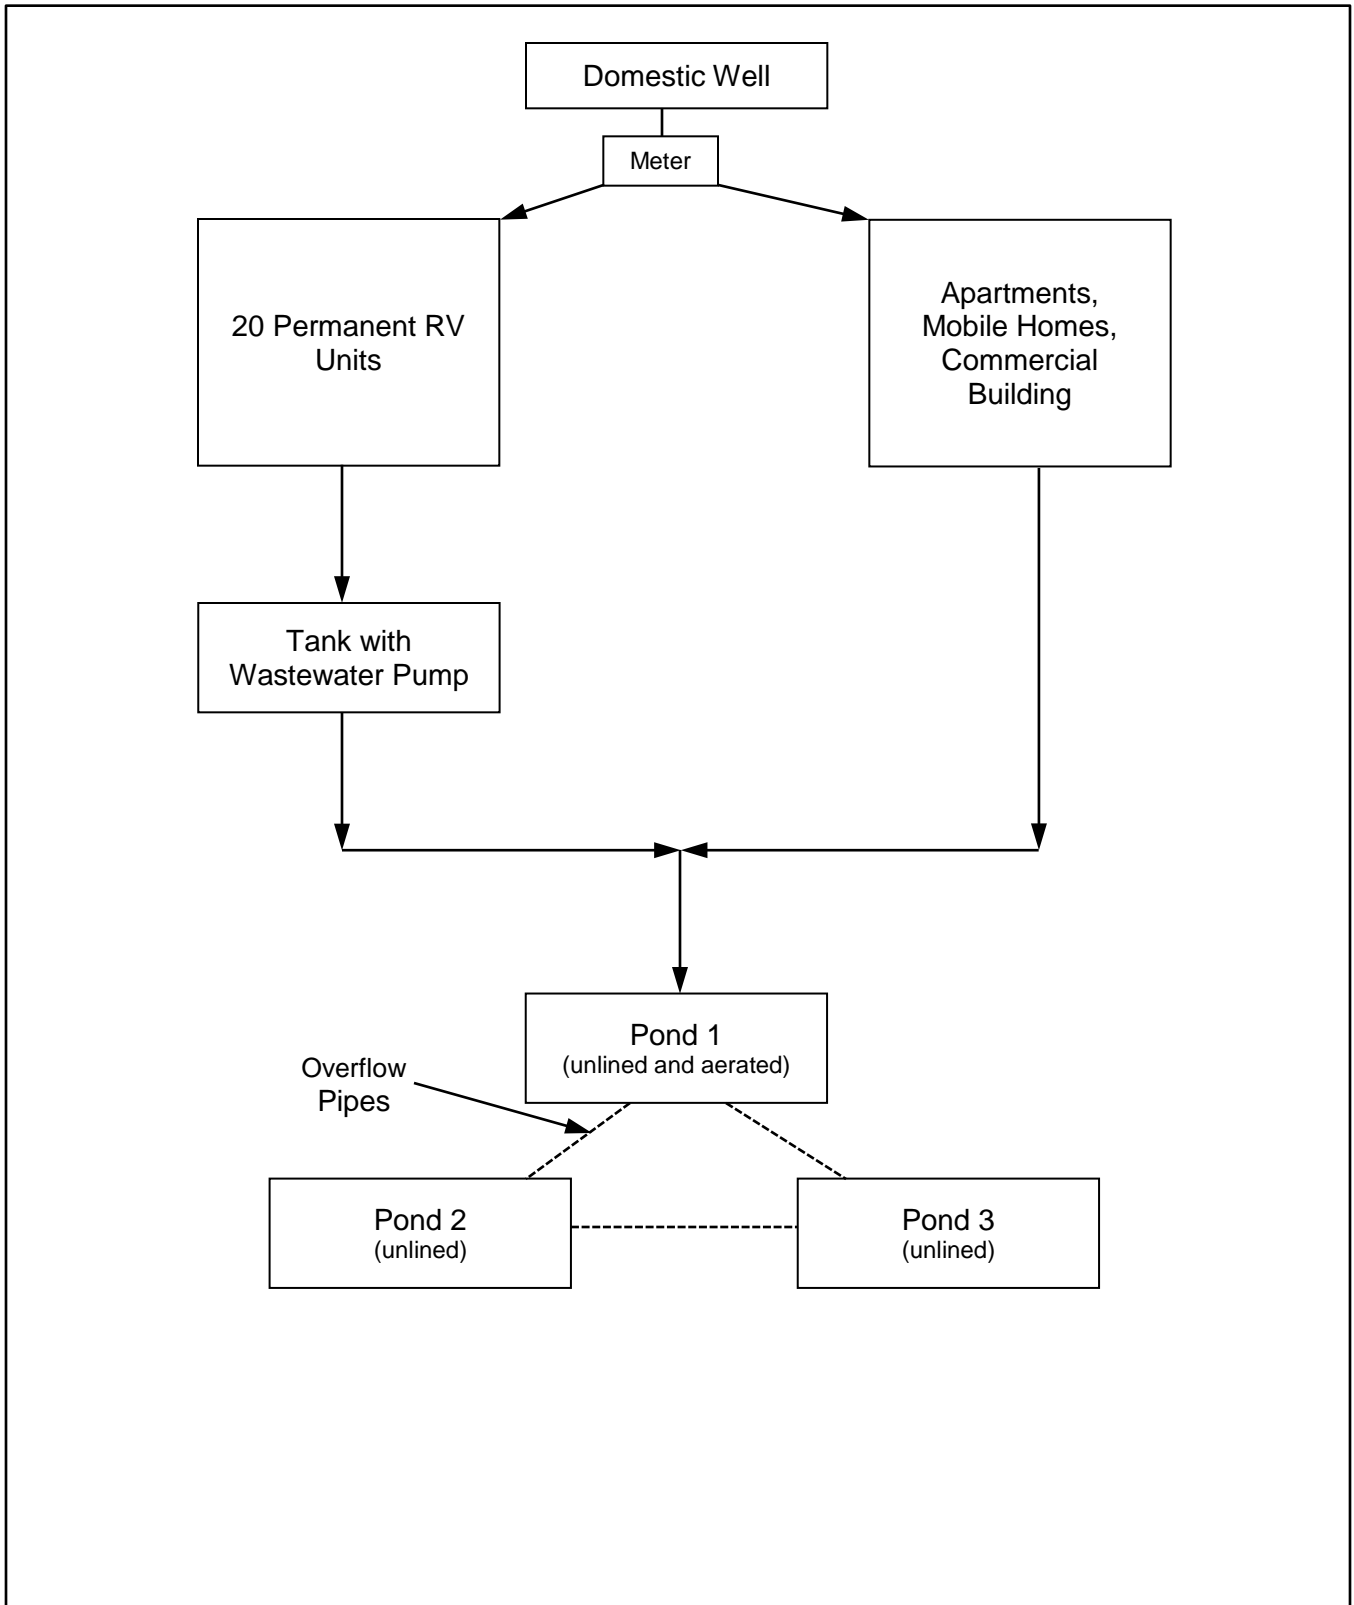 Domestic Well
Meter
20 Permanent RV
Units
Apartments,
Mobile Homes,
Commercial
Building
Tank with
Wastewater Pump
Pond 1
(unlined and aerated)
Overflow
Pipes
Pond 2
(unlined)
Pond 3
(unlined)